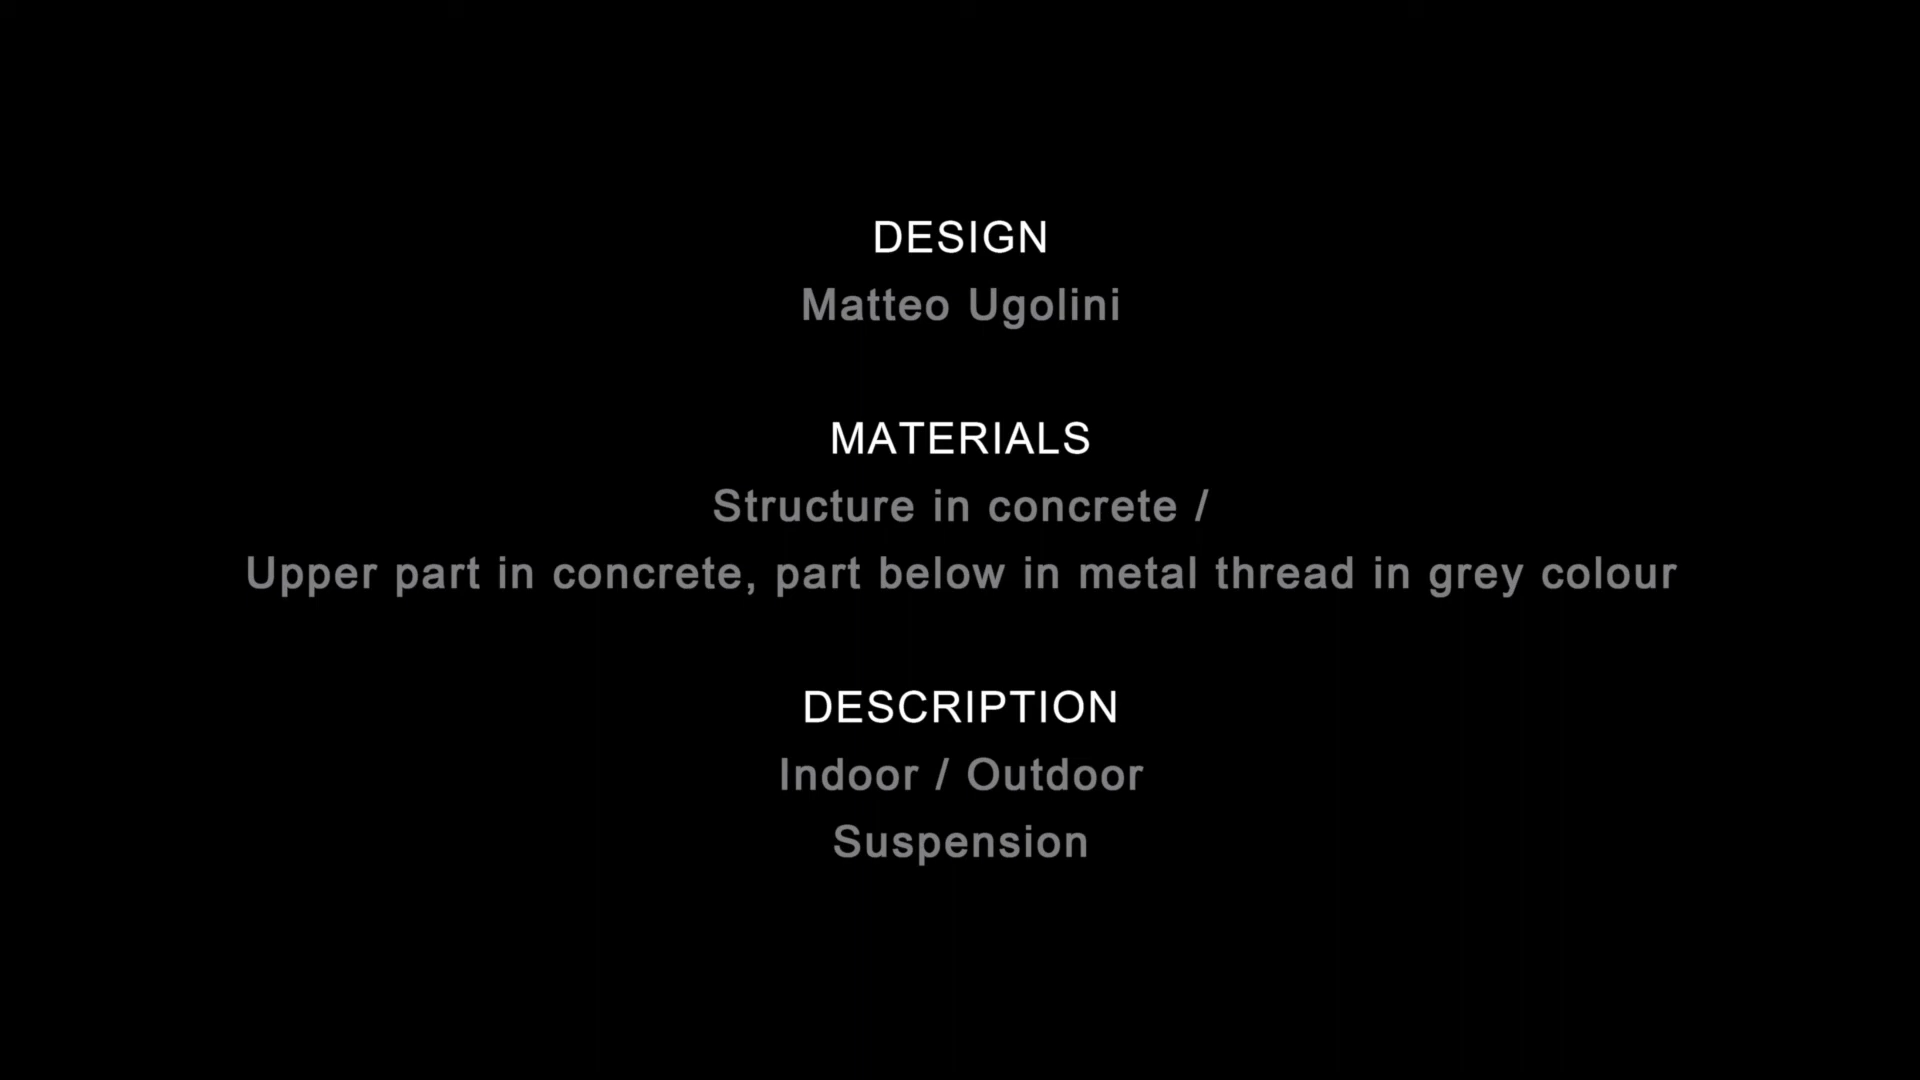 DESIGN
Matteo Ugolini
MATERIALS
Structure in concrete /
Upper part in concrete, part below in metal thread in grey colour
DESCRIPTION
Indoor / Outdoor
Suspension